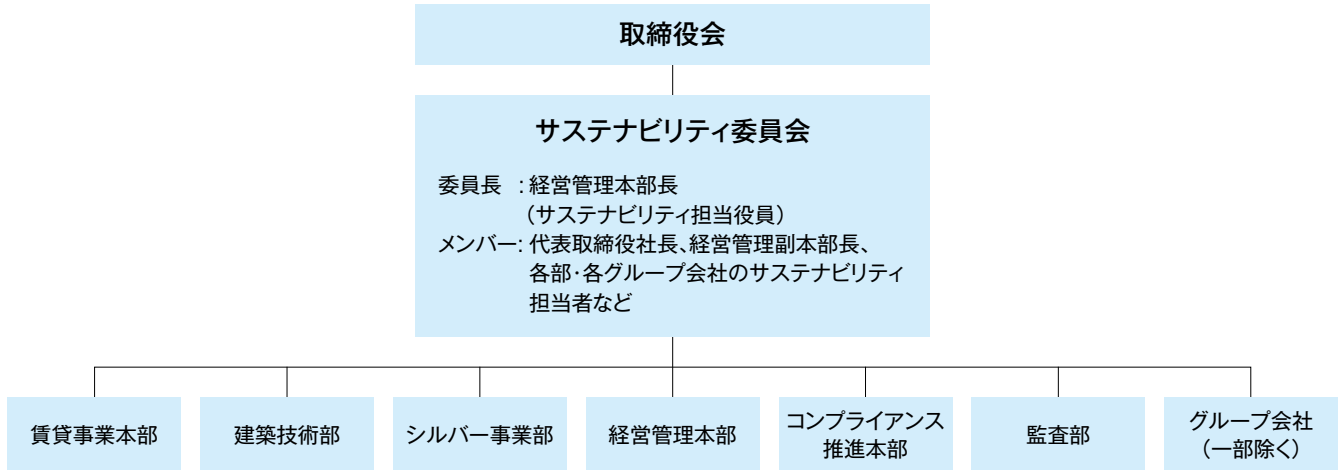 取締役会
サステナビリティ委員会
委員長 : 経営管理本部長
(サステナビリティ担当役員)
メンバー: 代表取締役社長、経営管理副本部長、
各部・各グループ会社のサステナビリティ
担当者など
賃貸事業本部
建築技術部
シルバー事業部
経営管理本部
コンプライアンス
推進本部
監査部
グループ会社
(一部除く)